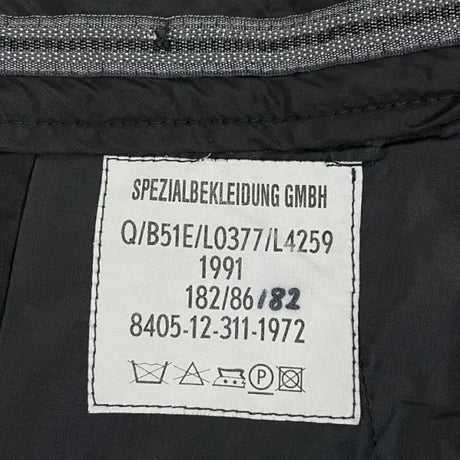 SPEZIALBEKLEIDUNG GMBH
Q/B51E/L0377/L4259
1991
182/86/82
8405-12-311-1972
P